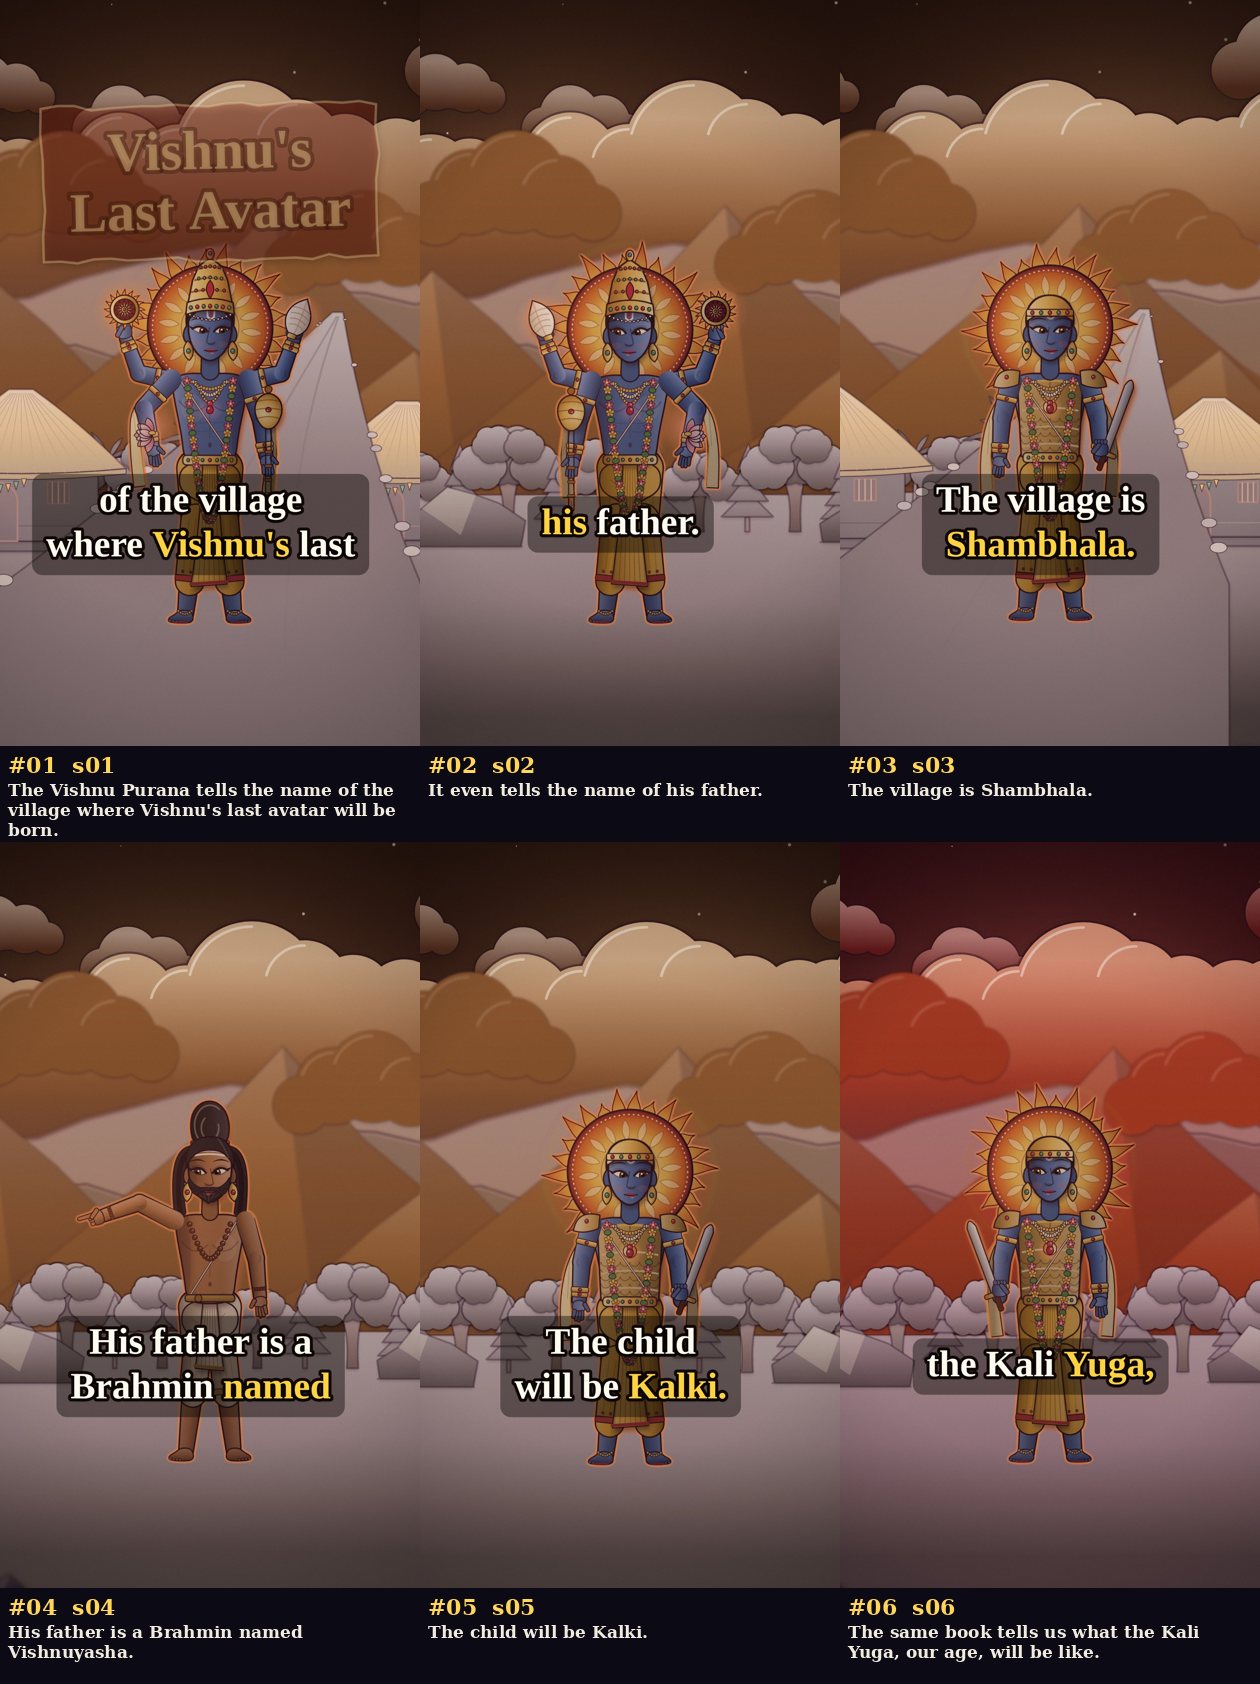 Vishnu's
Last Avatar
of the village
where Vishnu's last
his father.
The village is
Shambhala.
#01 s01
The Vishnu Purana tells the name of the
village where Vishnu's last avatar will be
born.
#02 s02
It even tells the name of his father.
#03 s03
The village is Shambhala.
His father is a
Brahmin named
The child
will be Kalki.
the Kali Yuga,
#04 s04
His father is a Brahmin named
Vishnuyasha.
#05 s05
The child will be Kalki.
#06 s06
The same book tells us what the Kali
Yuga, our age, will be like.